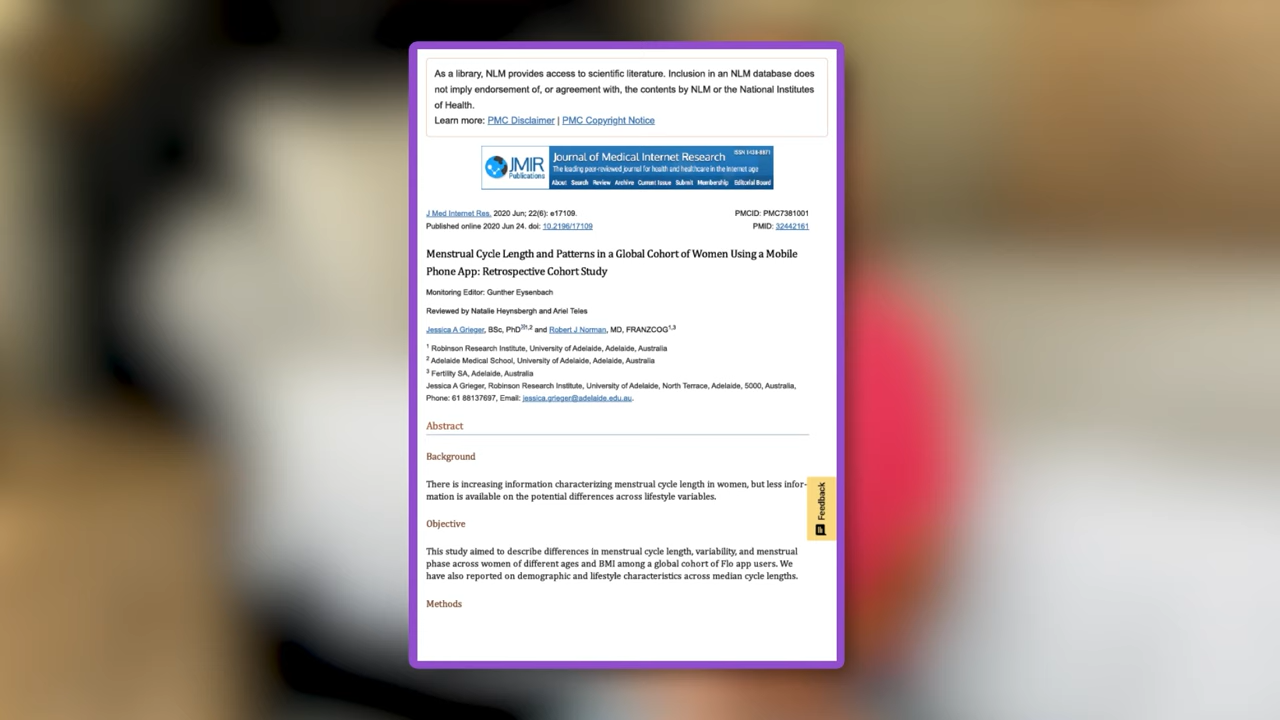 As a library, NLM provides access to scientific literature. Inclusion in an NLM database does
not imply endorsement of, or agreement with, the contents by NLM or the National Institutes
of Health.
Learn more: PMC Disclaimer | PMC Copyright Notice
JMIR Publications
Journal of Medical Internet Research
ISSN 1438-8871
The leading peer-reviewed journal for health and healthcare in the internet age
About Search Review Archive Current Issue Submit Membership Editorial Board
J Med Internet Res. 2020 Jun; 22(6): e17109.
PMCID: PMC7381001
Published online 2020 Jun 24. doi: 10.2196/17109
PMID: 32442161
Menstrual Cycle Length and Patterns in a Global Cohort of Women Using a Mobile
Phone App: Retrospective Cohort Study
Monitoring Editor: Gunther Eysenbach
Reviewed by Natalie Heynsbergh and Ariel Teles
Jessica A Grieger, BSc, PhD1,2 and Robert J Norman, MD, FRANZCOG1,3
1 Robinson Research Institute, University of Adelaide, Adelaide, Australia
2 Adelaide Medical School, University of Adelaide, Adelaide, Australia
3 Fertility SA, Adelaide, Australia
Jessica A Grieger, Robinson Research Institute, University of Adelaide, North Terrace, Adelaide, 5000, Australia,
Phone: 61 88137697, Email: jessica.grieger@adelaide.edu.au.
Abstract
Background
There is increasing information characterizing menstrual cycle length in women, but less infor-
mation is available on the potential differences across lifestyle variables.
Feedback
Objective
This study aimed to describe differences in menstrual cycle length, variability, and menstrual
phase across women of different ages and BMI among a global cohort of Flo app users. We
have also reported on demographic and lifestyle characteristics across median cycle lengths.
Methods